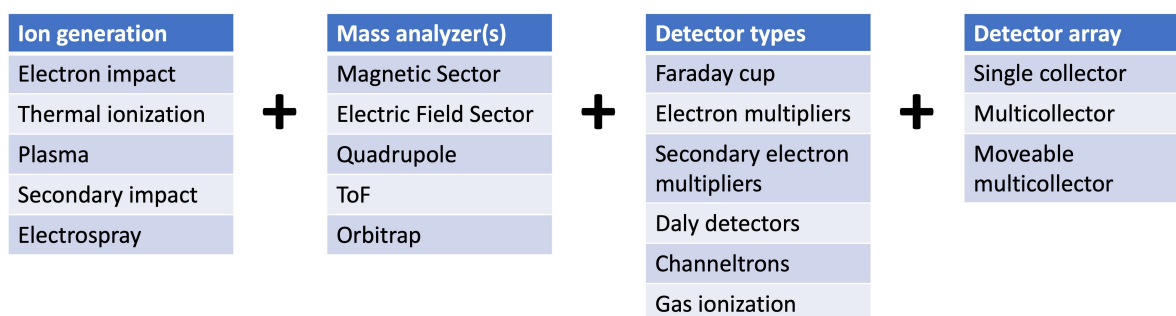 Ion generation
Electron impact
Thermal ionization
Plasma
Secondary impact
Electrospray
+
Mass analyzer(s)
Magnetic Sector
Electric Field Sector
Quadrupole
ToF
Orbitrap
+
Detector types
Faraday cup
Electron multipliers
Secondary electron
multipliers
Daly detectors
Channeltrons
Gas ionization
+
Detector array
Single collector
Multicollector
Moveable
multicollector